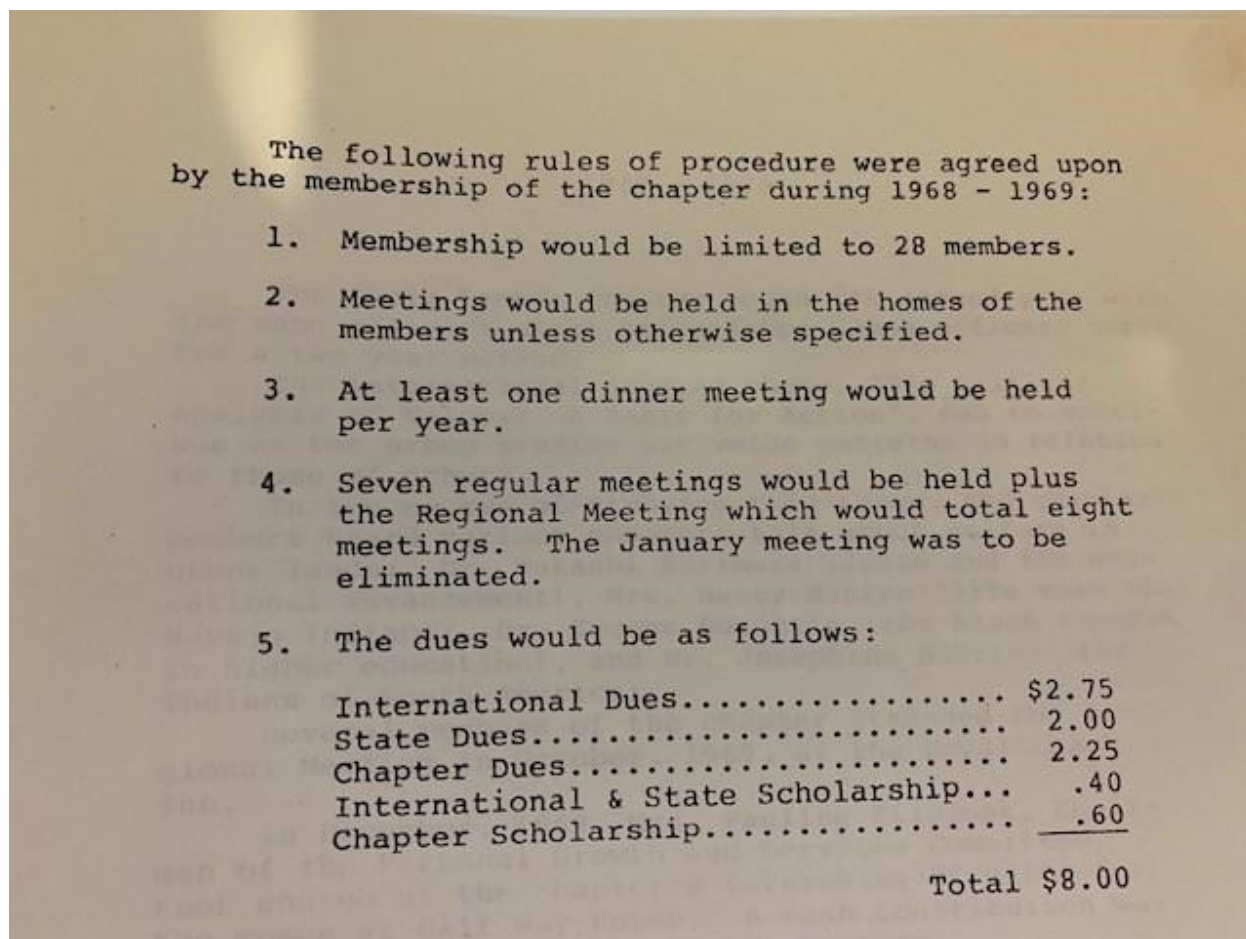 The following rules of procedure were agreed upon
by the membership of the chapter during 1968 - 1969:
1. Membership would be limited to 28 members.
2. Meetings would be held in the homes of the
members unless otherwise specified.
3. At least one dinner meeting would be held
per year.
4. Seven regular meetings would be held plus
the Regional Meeting which would total eight
meetings. The January meeting was to be
eliminated.
5. The dues would be as follows:
International Dues.................. $2.75
State Dues.......................... 2.00
Chapter Dues........................ 2.25
International & State Scholarship... .40
Chapter Scholarship................. .60
Total $8.00